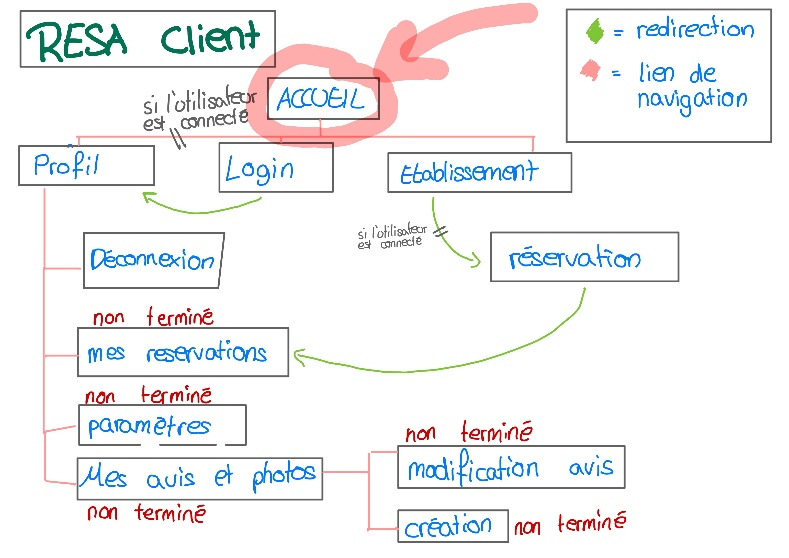 RESA Client
= redirection
= lien de
navigation
ACCUEIL
si l'utilisateur
est connecté
Profil
Login
Etablissement
si l'utilisateur
est connecté
Déconnexion
réservation
non terminé
mes reservations
non terminé
paramètres
non terminé
modification avis
Mes avis et photos
non terminé
création non terminé